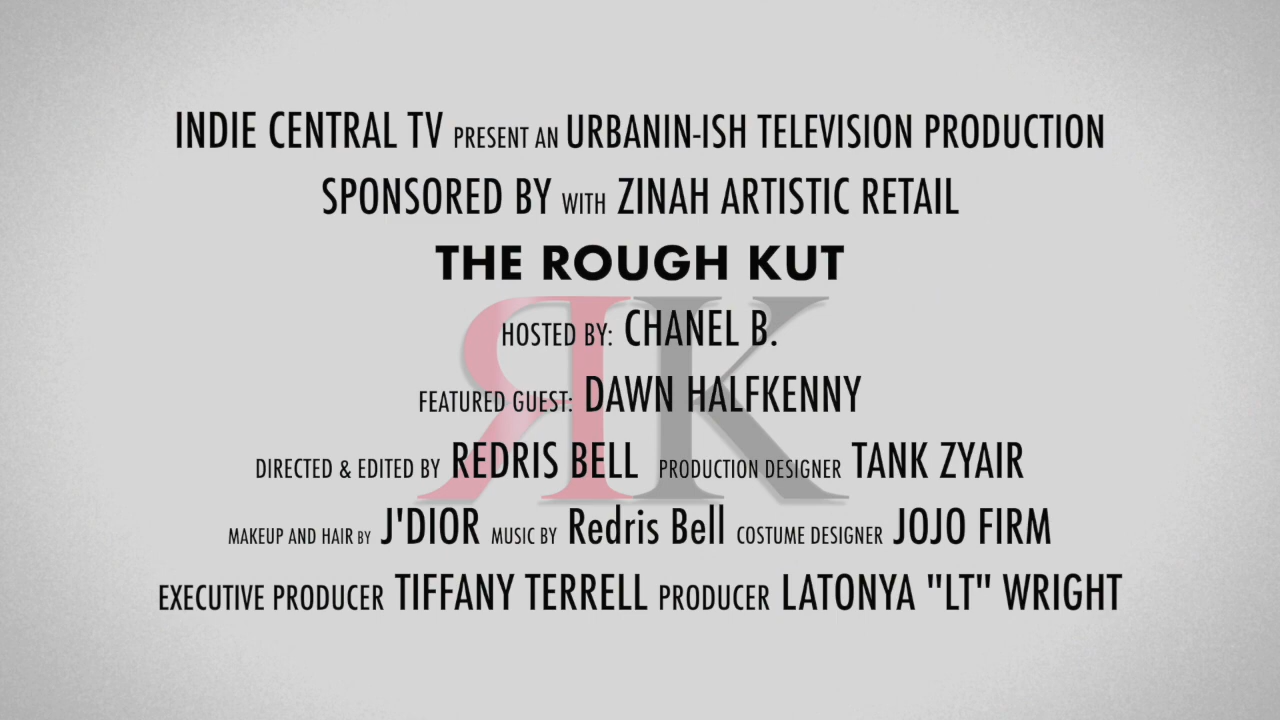 INDIE CENTRAL TV PRESENT AN URBANIN-ISH TELEVISION PRODUCTION
SPONSORED BY WITH ZINAH ARTISTIC RETAIL
THE ROUGH KUT
HOSTED BY: CHANEL B.
FEATURED GUEST: DAWN HALFKENNY
DIRECTED & EDITED BY REDRIS BELL PRODUCTION DESIGNER TANK ZYAIR
MAKEUP AND HAIR BY J'DIOR MUSIC BY Redris Bell COSTUME DESIGNER JOJO FIRM
EXECUTIVE PRODUCER TIFFANY TERRELL PRODUCER LATONYA "LT" WRIGHT
RK